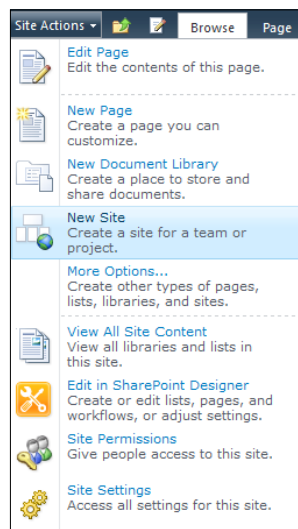 Site Actions Browse Page
Edit Page
Edit the contents of this page.
New Page
Create a page you can
customize.
New Document Library
Create a place to store and
share documents.
New Site
Create a site for a team or
project.
More Options...
Create other types of pages,
lists, libraries, and sites.
View All Site Content
View all libraries and lists in
this site.
Edit in SharePoint Designer
Create or edit lists, pages, and
workflows, or adjust settings.
Site Permissions
Give people access to this site.
Site Settings
Access all settings for this site.